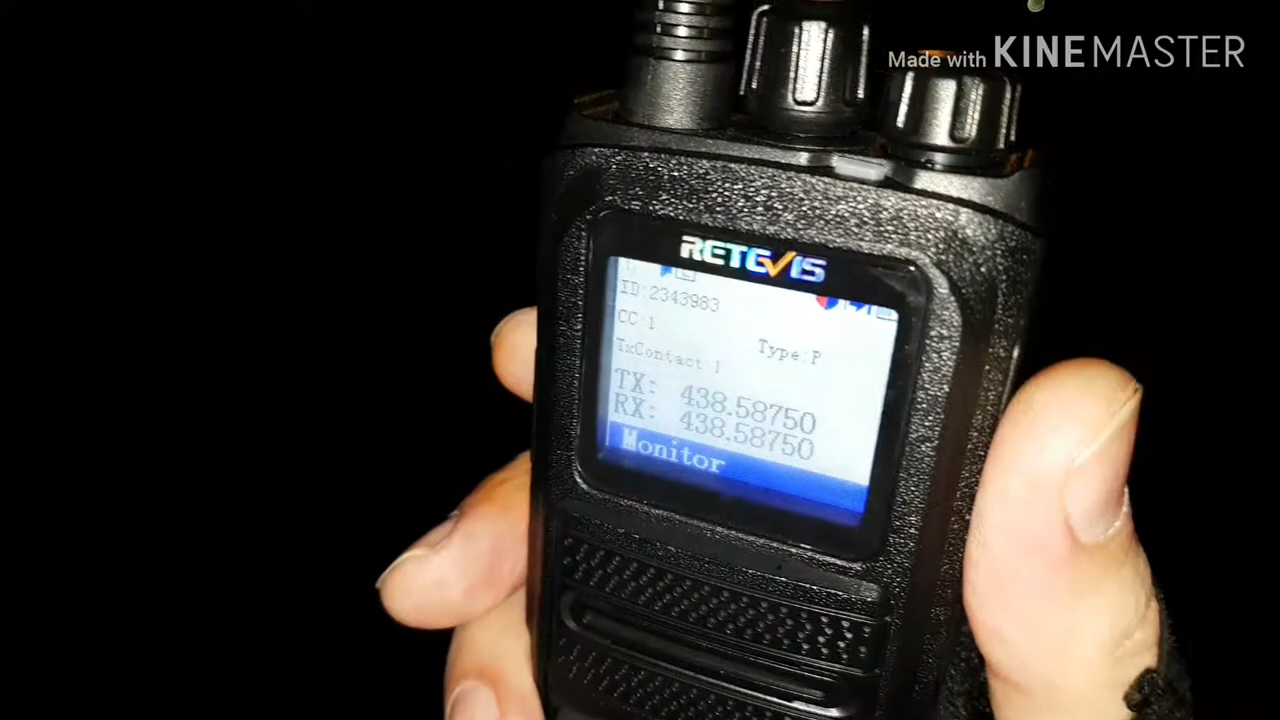 Made with KINEMASTER
RETEVIS
ID:2343983
CC 1
Type:P
TxContact 1
TX: 438.58750
RX: 438.58750
Monitor